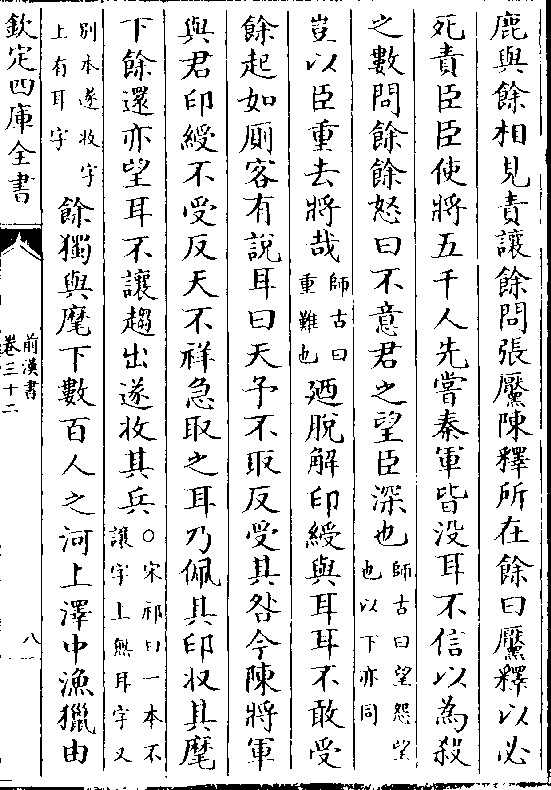 鹿與餘相見責讓餘問張黶陳釋所在餘曰黶釋以必
死責臣臣使將五千人先嘗秦軍皆没耳不信以為殺
之數問餘餘怒曰不意君之望臣深也師古曰望怨望
也以下亦同
豈以臣重去將哉師古曰
重難也廼脫解印綬與耳耳不敢受
餘起如厠客有說耳曰天予不取反受其咎今陳將軍
與君印綬不受反天不祥急取之耳乃佩其印收其麾
下餘還亦望耳不讓趨出遂收其兵○宋祁曰一本不
讓字上無耳字又
別本遂收字
上有耳字餘獨與麾下數百人之河上澤中漁獵由
欽定四庫全書
前漢書
卷三十二
八